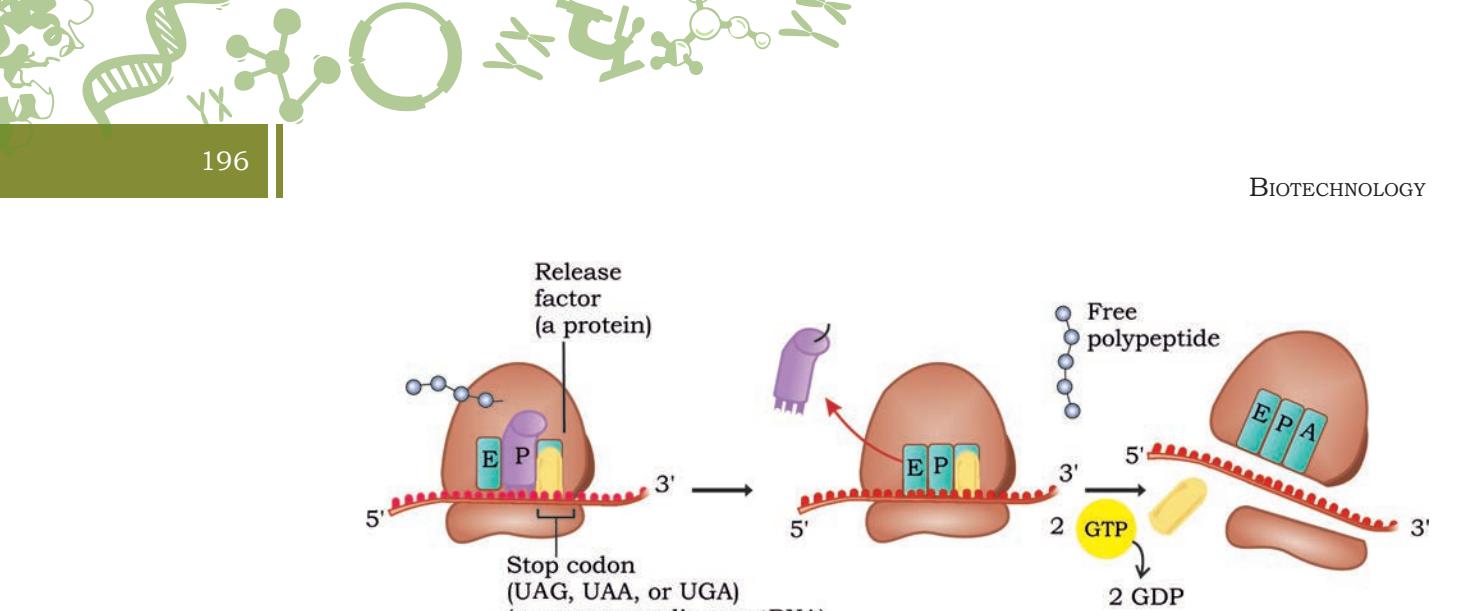 196
BIOTECHNOLOGY
Release
factor
(a protein)
Free
polypeptide
E P
E P
E P A
5'
3'
5'
3'
5'
3'
2 GTP
2 GDP
Stop codon
(UAG, UAA, or UGA)